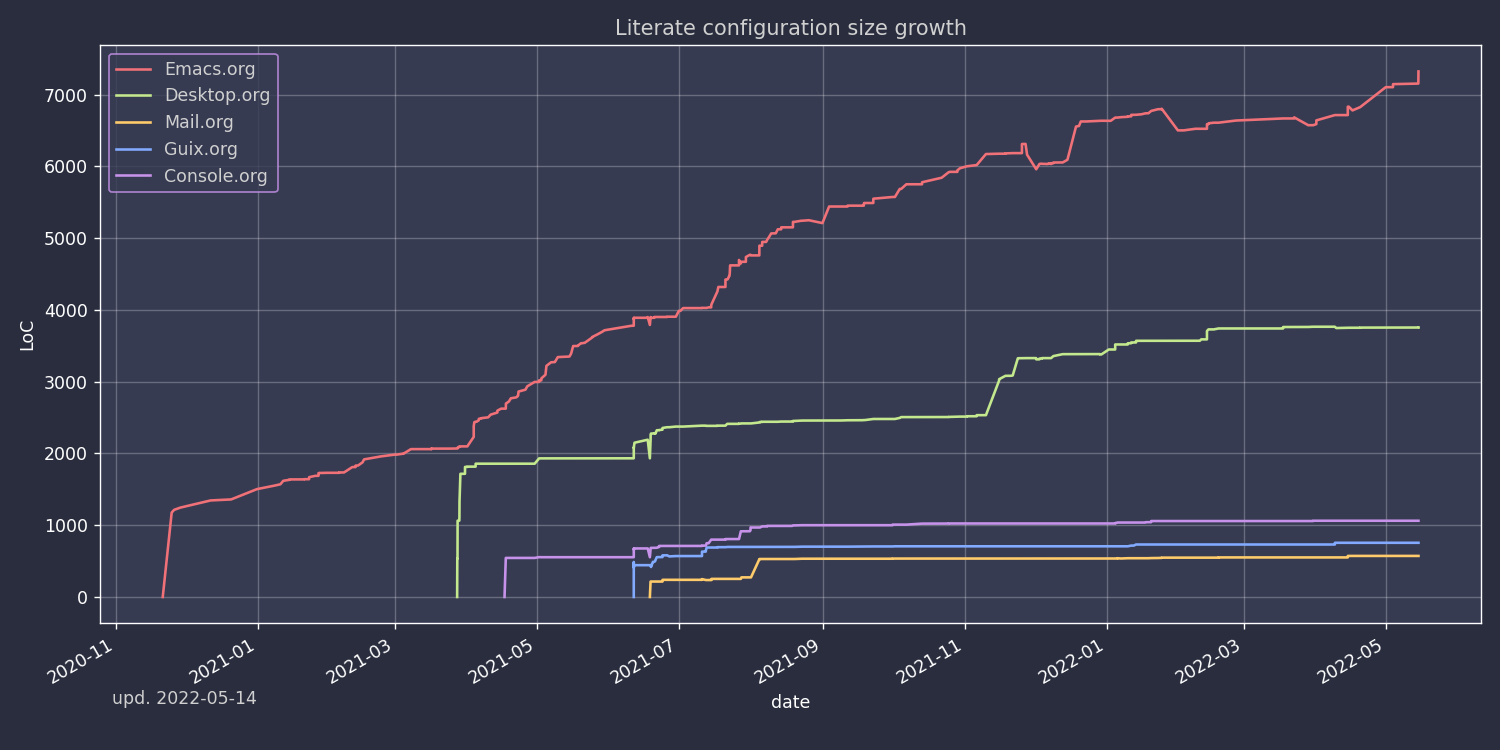 Literate configuration size growth
Emacs.org
Desktop.org
Mail.org
Guix.org
Console.org
7000
6000
5000
4000
3000
2000
1000
0
LoC
2020-11
2021-01
2021-03
2021-05
2021-07
2021-09
2021-11
2022-01
2022-03
2022-05
date
upd. 2022-05-14